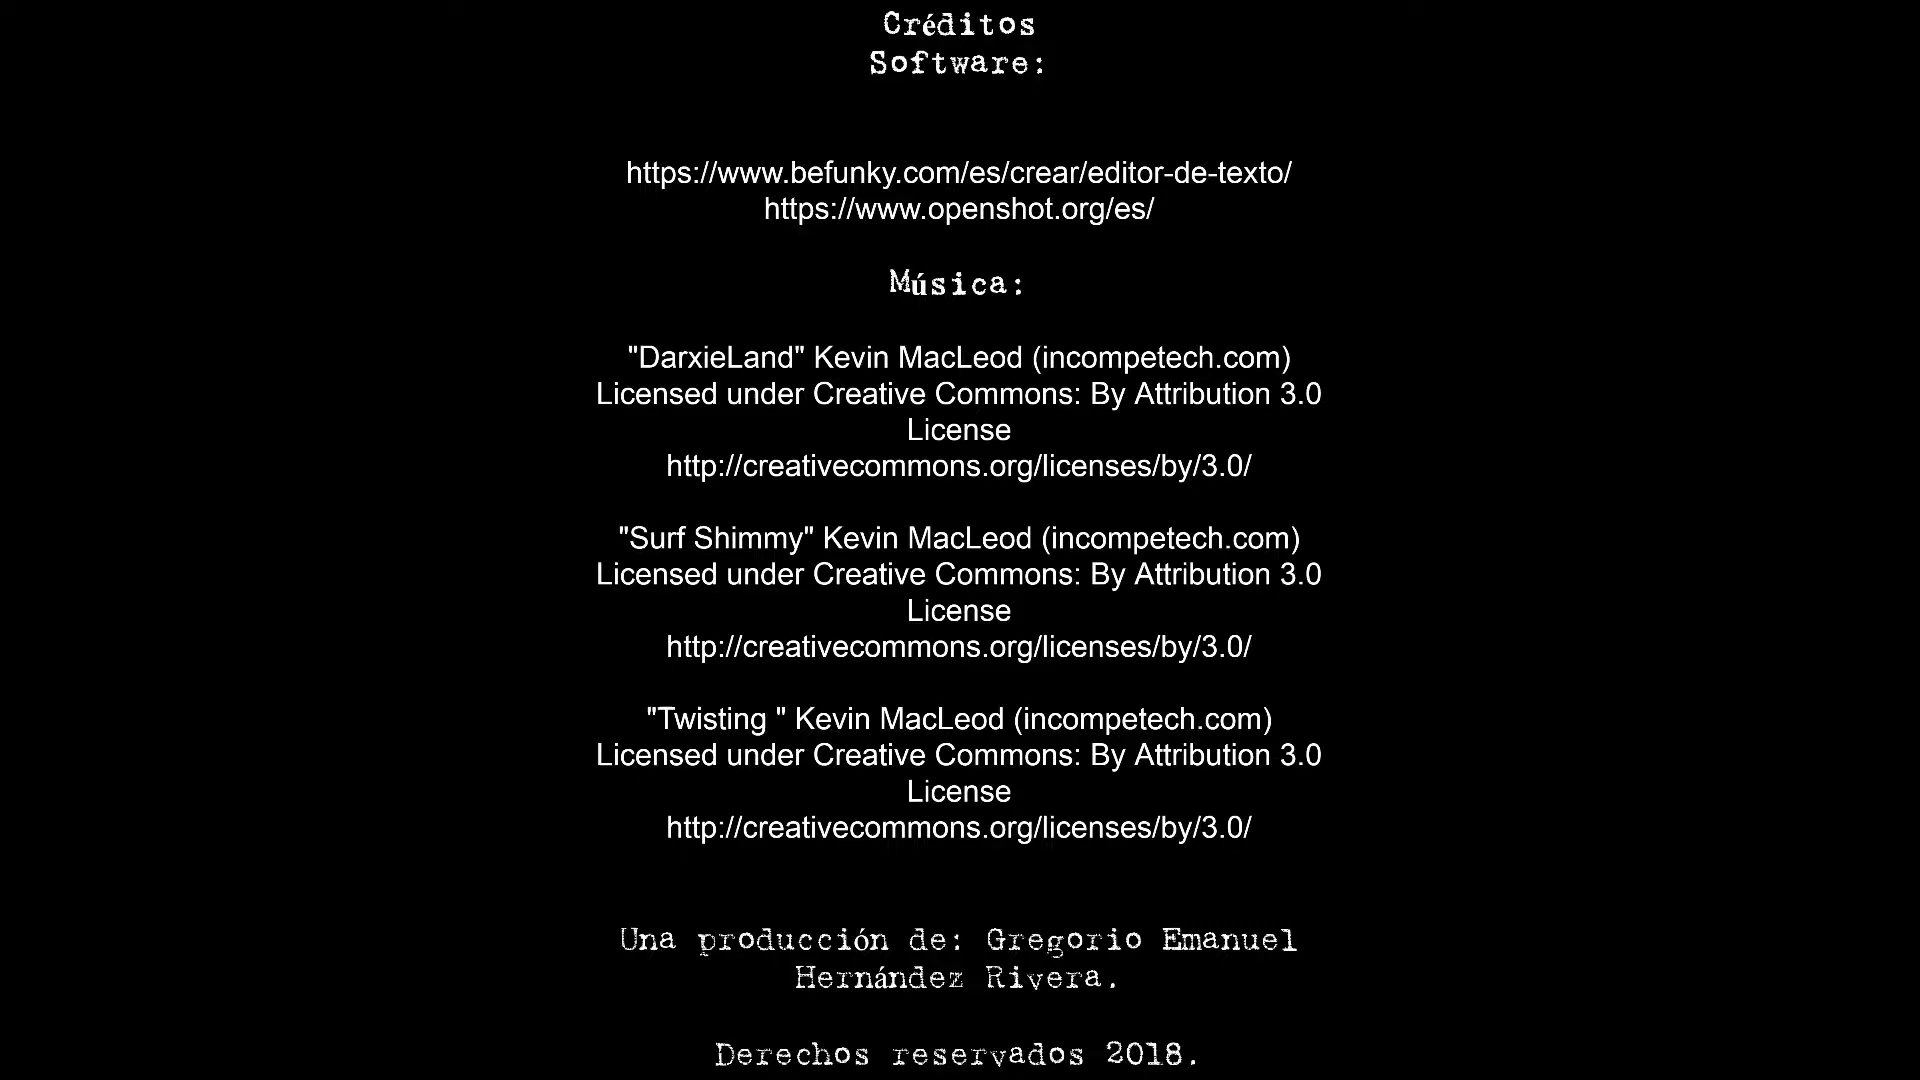 Créditos
Software:
https://www.befunky.com/es/crear/editor-de-texto/
https://www.openshot.org/es/
Música:
"DarxieLand" Kevin MacLeod (incompetech.com)
Licensed under Creative Commons: By Attribution 3.0
License
http://creativecommons.org/licenses/by/3.0/
"Surf Shimmy" Kevin MacLeod (incompetech.com)
Licensed under Creative Commons: By Attribution 3.0
License
http://creativecommons.org/licenses/by/3.0/
"Twisting " Kevin MacLeod (incompetech.com)
Licensed under Creative Commons: By Attribution 3.0
License
http://creativecommons.org/licenses/by/3.0/
Una producción de: Gregorio Emanuel
Hernández Rivera.
Derechos reservados 2018.